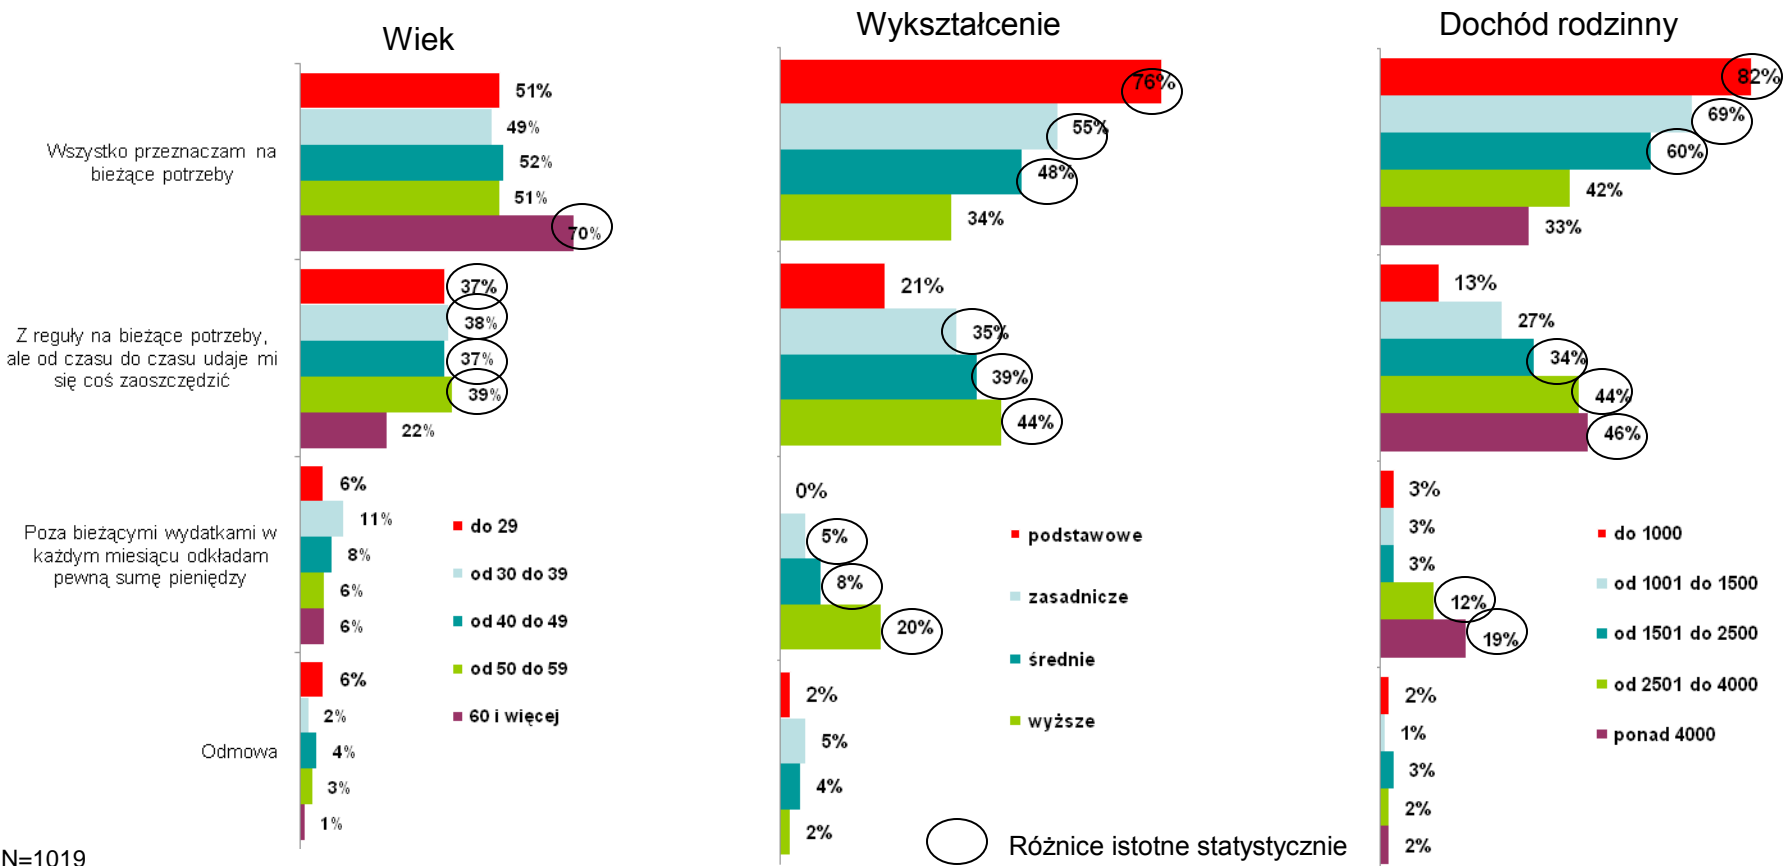 Wiek
Wykształcenie
Dochód rodzinny
Wszystko przeznaczam na
bieżące potrzeby
51%
49%
52%
51%
70%
76%
55%
48%
34%
82%
69%
60%
42%
33%
Z reguły na bieżące potrzeby,
ale od czasu do czasu udaje mi
się coś zaoszczędzić
37%
38%
37%
39%
22%
21%
35%
39%
44%
13%
27%
34%
44%
46%
Poza bieżącymi wydatkami w
każdym miesiącu odkładam
pewną sumę pieniędzy
6%
11%
8%
6%
6%
0%
5%
8%
20%
3%
3%
3%
12%
19%
Odmowa
6%
2%
4%
3%
1%
2%
5%
4%
2%
2%
1%
3%
2%
2%
do 29
od 30 do 39
od 40 do 49
od 50 do 59
60 i więcej
podstawowe
zasadnicze
średnie
wyższe
do 1000
od 1001 do 1500
od 1501 do 2500
od 2501 do 4000
ponad 4000
Różnice istotne statystycznie
N=1019